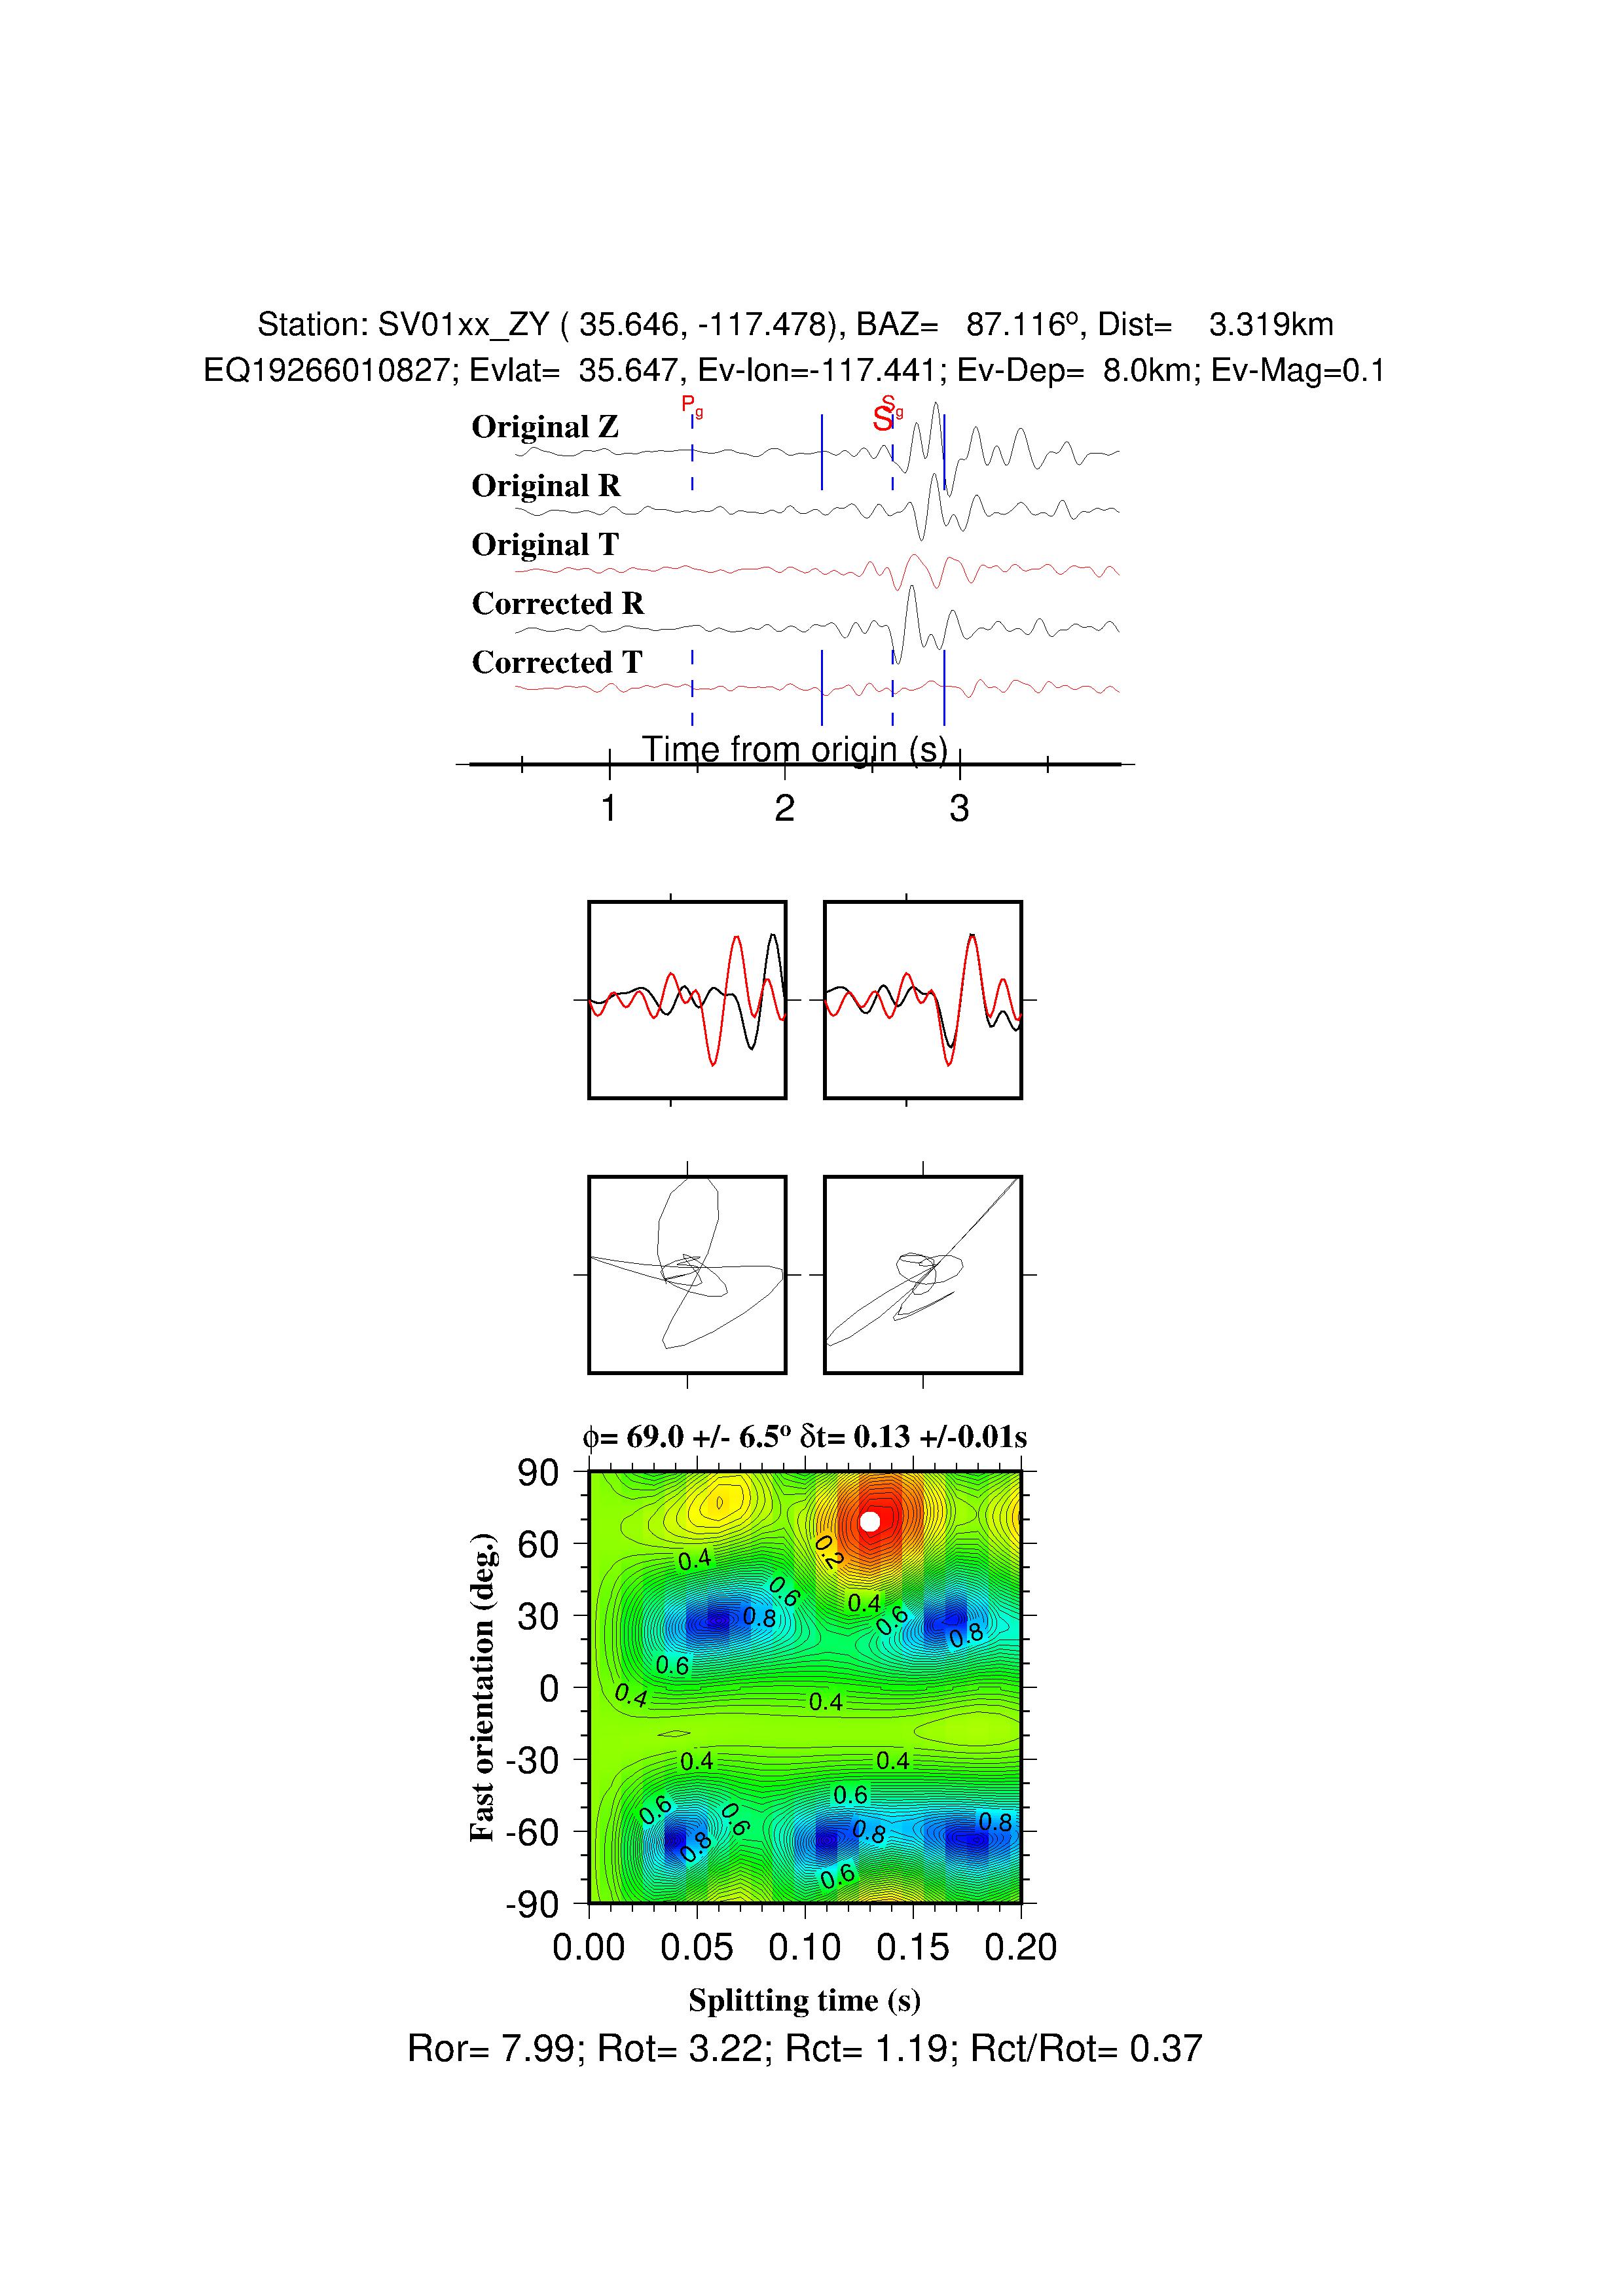 Station: SV01xx_ZY ( 35.646, -117.478), BAZ= 87.116º, Dist= 3.319km
EQ19266010827; Evlat= 35.647, Ev-lon=-117.441; Ev-Dep= 8.0km; Ev-Mag=0.1
Pg
Sg
S
Original Z
Original R
Original T
Corrected R
Corrected T
Time from origin (s)
1 2 3
ϕ= 69.0 +/- 6.5º δt= 0.13 +/-0.01s
Fast orientation (deg.)
90
60
30
0
-30
-60
-90
0.2
0.4
0.6
0.4
0.8
0.6
0.8
0.6
0.4
0.4
0.4
0.4
0.6
0.6
0.6
0.8
0.8
0.8
0.6
0.00 0.05 0.10 0.15 0.20
Splitting time (s)
Ror= 7.99; Rot= 3.22; Rct= 1.19; Rct/Rot= 0.37